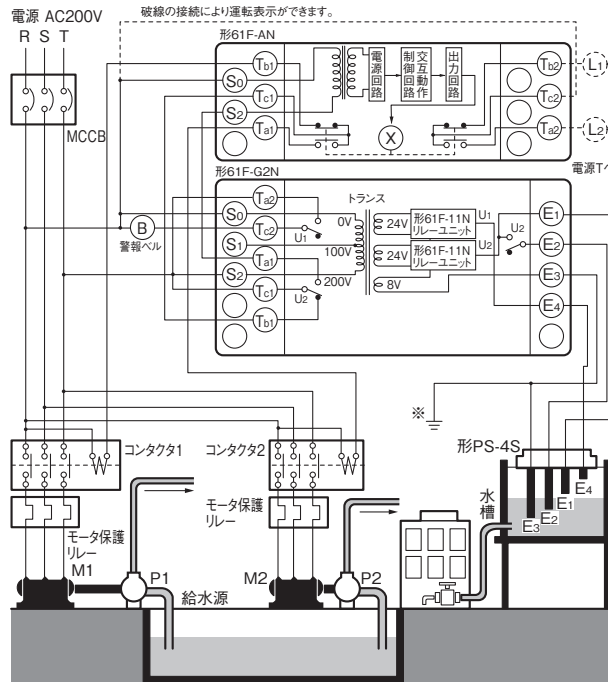 電源 AC200V
R S T
破線の接続により運転表示ができます。
形61F-AN
MCCB
S0
S2
Tb1
Tc1
Ta1
電源回路
交互動作制御回路
出力回路
X
Tb2
Tc2
Ta2
L1
L2
形61F-G2N
電源T
B
警報ベル
S0
S1
S2
Ta2
Tc2
Ta1
Tc1
Tb1
U1
U2
トランス
0V
100V
200V
24V
24V
8V
形61F-11N
リレーユニット
U1
形61F-11N
リレーユニット
U2
U2
E1
E2
E3
E4
※
形PS-4S
コンタクタ1
コンタクタ2
モータ保護
リレー
モータ保護
リレー
水槽
E4
E1
E2
E3
M1
P1
給水源
M2
P2